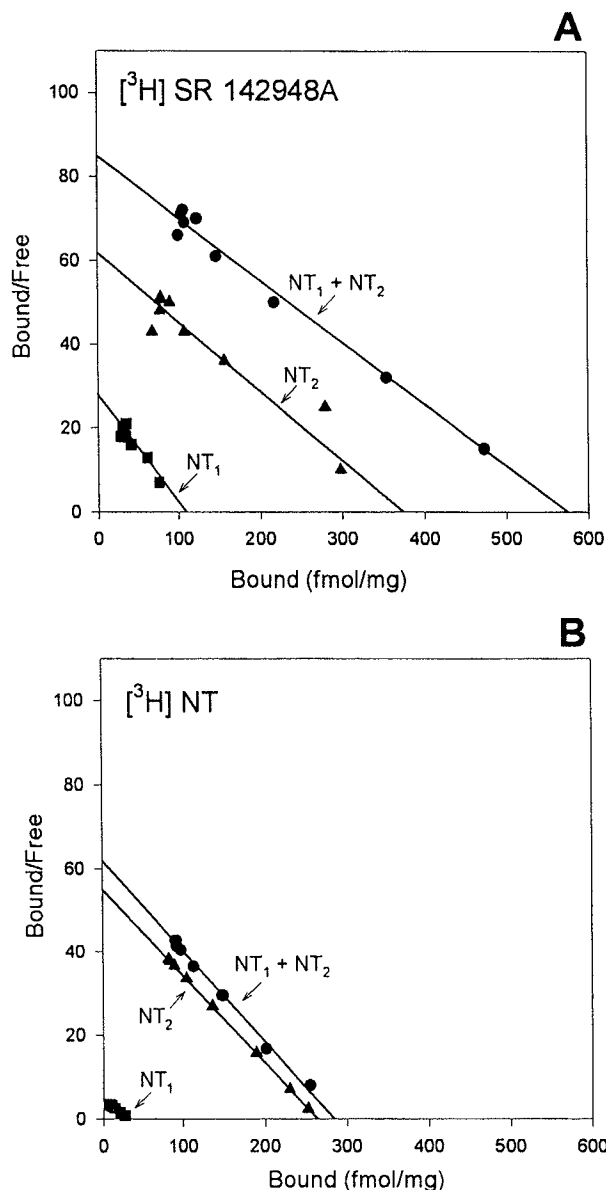 A
[³H] SR 142948A
Bound/Free
100
80
60
40
20
0
NT₁ + NT₂
NT₂
NT₁
0 100 200 300 400 500 600
Bound (fmol/mg)
B
[³H] NT
Bound/Free
100
80
60
40
20
0
NT₁ + NT₂
NT₂
NT₁
0 100 200 300 400 500 600
Bound (fmol/mg)